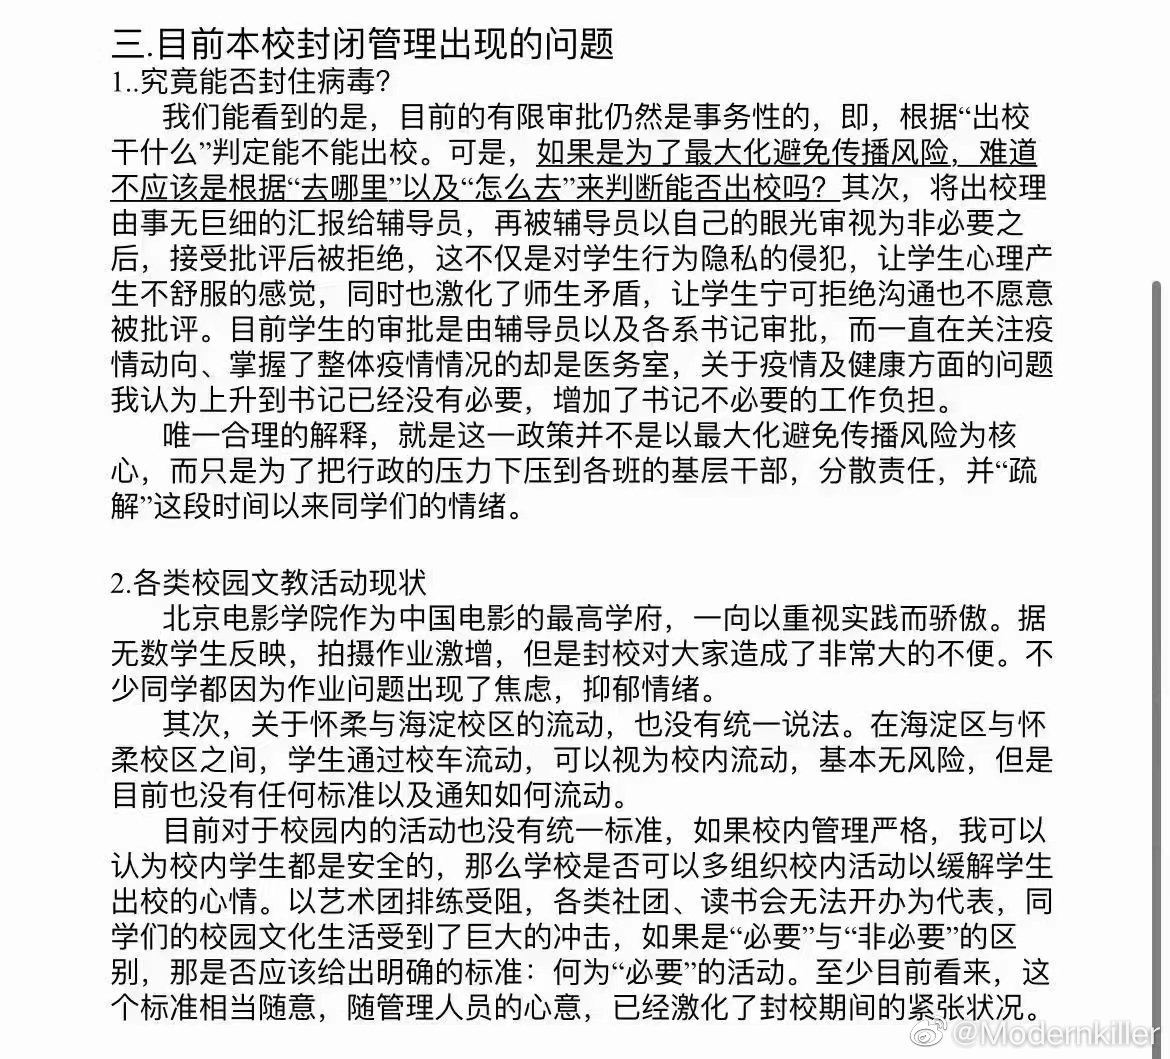 三.目前本校封闭管理出现的问题
1..究竟能否封住病毒？
我们能看到的是，目前的有限审批仍然是事务性的，即，根据“出校
干什么”判定能不能出校。可是，如果是为了最大化避免传播风险，难道
不应该是根据“去哪里”以及“怎么去”来判断能否出校吗？其次，将出校理
由事无巨细的汇报给辅导员，再被辅导员以自己的眼光审视为非必要之
后，接受批评后被拒绝，这不仅是对学生行为隐私的侵犯，让学生心理产
生不舒服的感觉，同时也激化了师生矛盾，让学生宁可拒绝沟通也不愿意
被批评。目前学生的审批是由辅导员以及各系书记审批，而一直在关注疫
情动向、掌握了整体疫情情况的却是医务室，关于疫情及健康方面的问题
我认为上升到书记已经没有必要，增加了书记不必要的工作负担。
唯一合理的解释，就是这一政策并不是以最大化避免传播风险为核
心，而只是为了把行政的压力下压到各班的基层干部，分散责任，并“疏
解”这段时间以来同学们的情绪。
2.各类校园文教活动现状
北京电影学院作为中国电影的最高学府，一向以重视实践而骄傲。据
无数学生反映，拍摄作业激增，但是封校对大家造成了非常大的不便。不
少同学都因为作业问题出现了焦虑，抑郁情绪。
其次，关于怀柔与海淀校区的流动，也没有统一说法。在海淀区与怀
柔校区之间，学生通过校车流动，可以视为校内流动，基本无风险，但是
目前也没有任何标准以及通知如何流动。
目前对于校园内的活动也没有统一标准，如果校内管理严格，我可以
认为校内学生都是安全的，那么学校是否可以多组织校内活动以缓解学生
出校的心情。以艺术团排练受阻，各类社团、读书会无法开办为代表，同
学们的校园文化生活受到了巨大的冲击，如果是“必要”与“非必要”的区
别，那是否应该给出明确的标准：何为“必要”的活动。至少目前看来，这
个标准相当随意，随管理人员的心意，已经激化了封校期间的紧张状况。
@Modernkiller